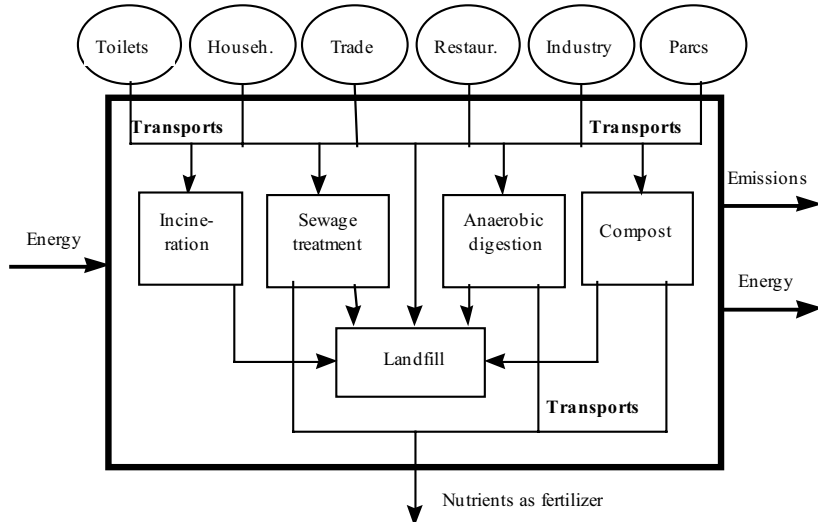 Toilets
Househ.
Trade
Restaur.
Industry
Parcs
Transports
Transports
Emissions
Incine-
ration
Sewage
treatment
Anaerobic
digestion
Compost
Energy
Energy
Landfill
Transports
Nutrients as fertilizer